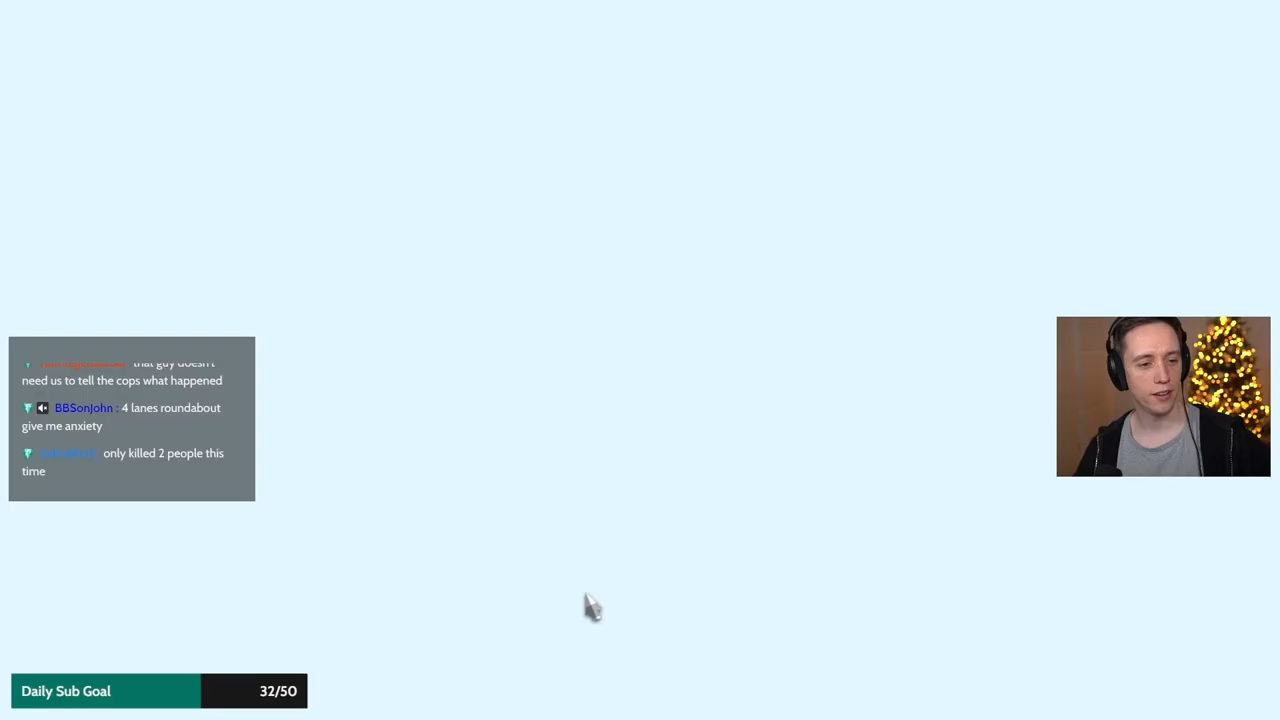 that guy doesn't
need us to tell the cops what happened
BBSonJohn : 4 lanes roundabout
give me anxiety
only killed 2 people this
time
Daily Sub Goal 32/50